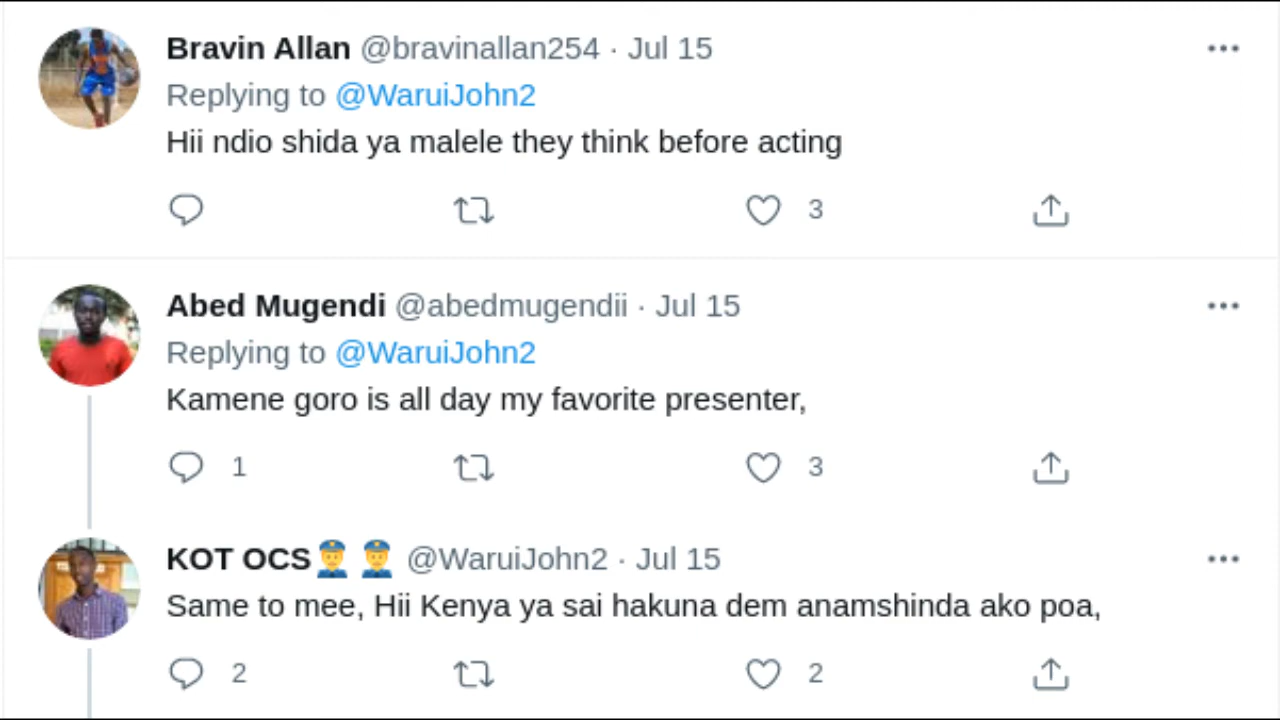 Bravin Allan @bravinallan254 · Jul 15
Replying to @WaruiJohn2
Hii ndio shida ya malele they think before acting
3
Abed Mugendi @abedmugendii · Jul 15
Replying to @WaruiJohn2
Kamene goro is all day my favorite presenter,
1 3
KOT OCS👮👮 @WaruiJohn2 · Jul 15
Same to mee, Hii Kenya ya sai hakuna dem anamshinda ako poa,
2 2